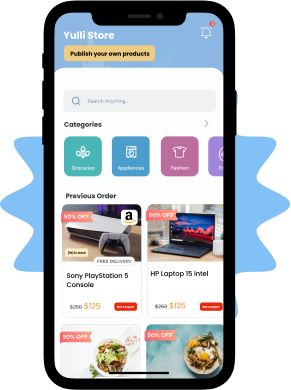 Yulli Store
2
Publish your own products
Search Anything..
Categories
Groceries
Appliances
Fashion
Previous Order
50% OFF
a
50% OFF
FREE DELIVERY
Sony PlayStation 5
Console
HP Laptop 15 intel
$250 $125
$250 $125
50% OFF
50% OFF